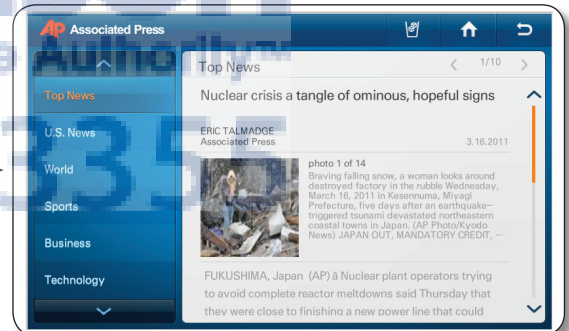 AP Associated Press
Top News
U.S. News
World
Sports
Business
Technology
Top News
1/10
Nuclear crisis a tangle of ominous, hopeful signs
ERIC TALMADGE
Associated Press
3.16.2011
photo 1 of 14
Braving falling snow, a woman looks around
destroyed factory in the rubble Wednesday,
March 16, 2011 in Kesennuma, Miyagi
Prefecture, five days after an earthquake-
triggered tsunami devastated northeastern
coastal towns in Japan. (AP Photo/Kyodo
News) JAPAN OUT, MANDATORY CREDIT, ...
FUKUSHIMA, Japan (AP) â Nuclear plant operators trying
to avoid complete reactor meltdowns said Thursday that
they were close to finishing a new power line that could
Authority™
3355